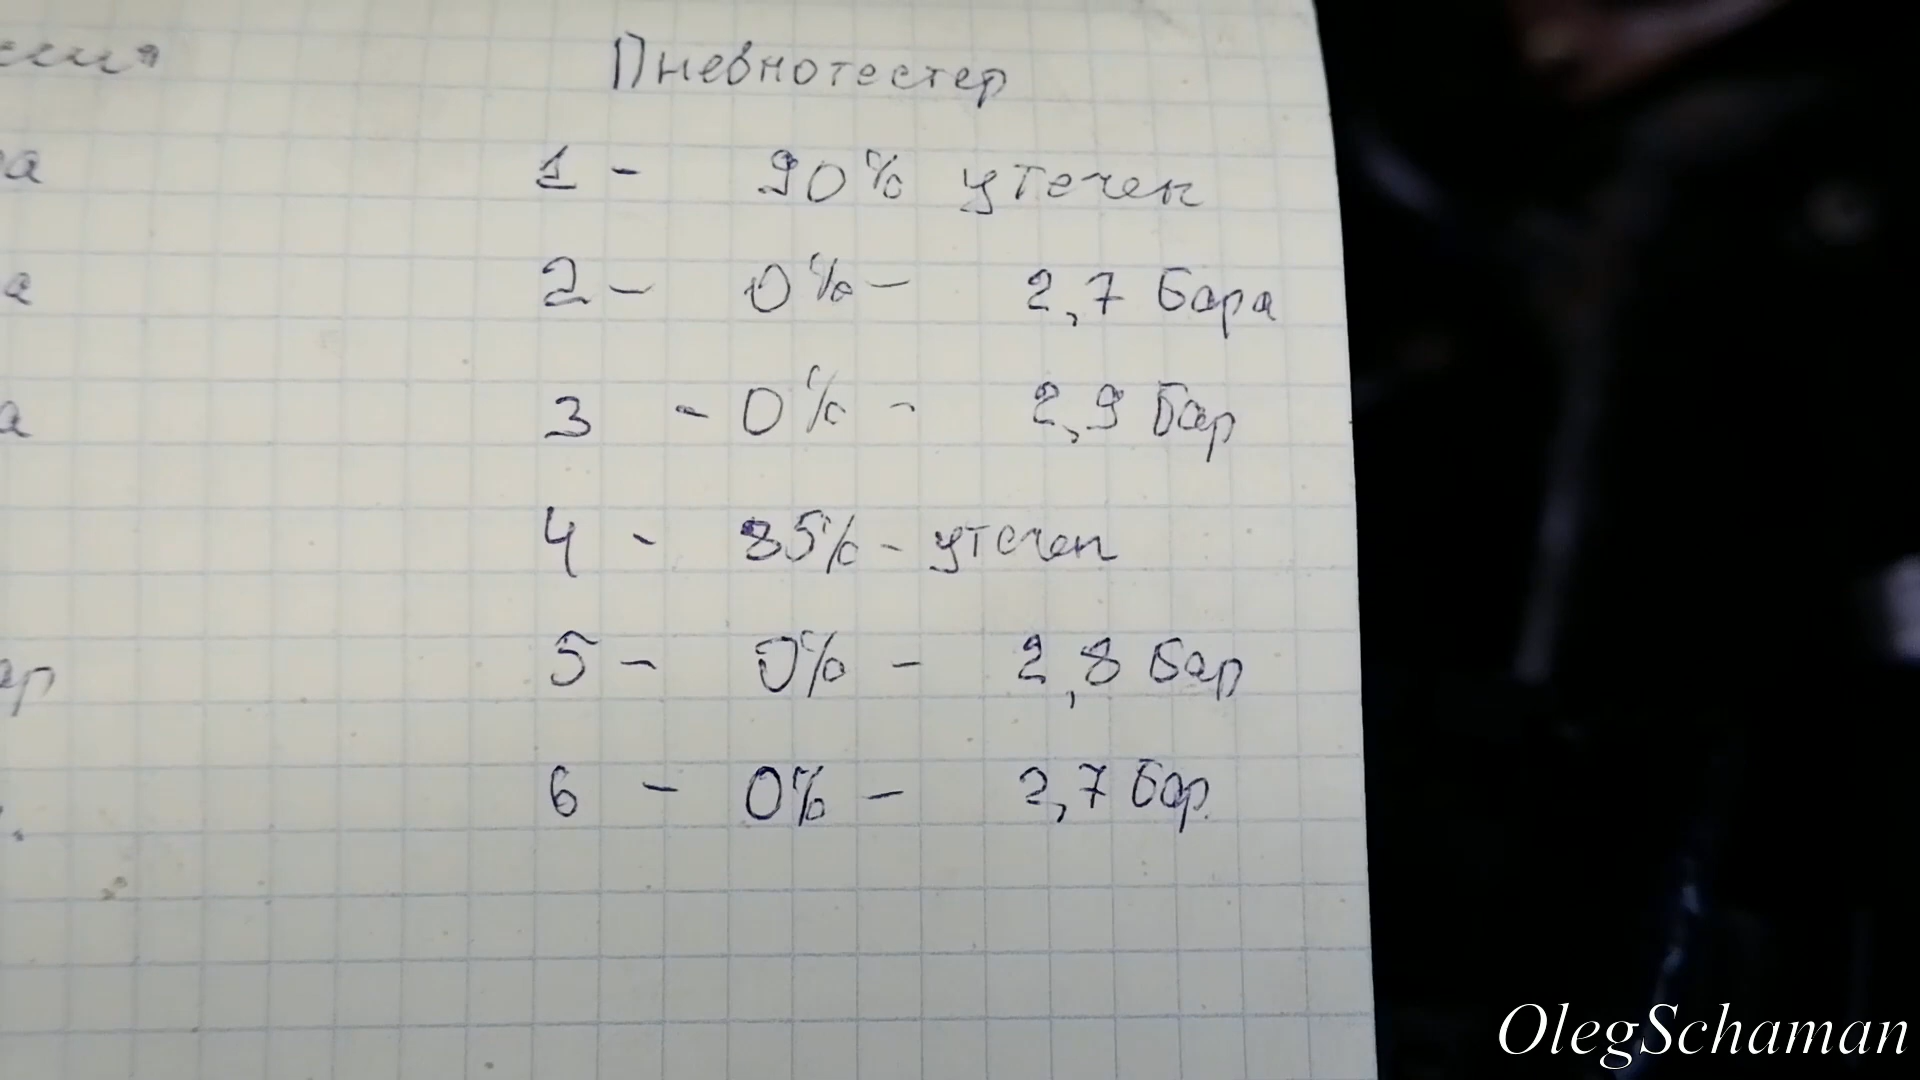 Пневмотестер
1 - 90% утечек
2 - 0% - 2,7 Бара
3 - 0% - 2,9 Бар
4 - 85% - утечек
5 - 0% - 2,8 Бар
6 - 0% - 2,7 Бар.
OlegSchaman